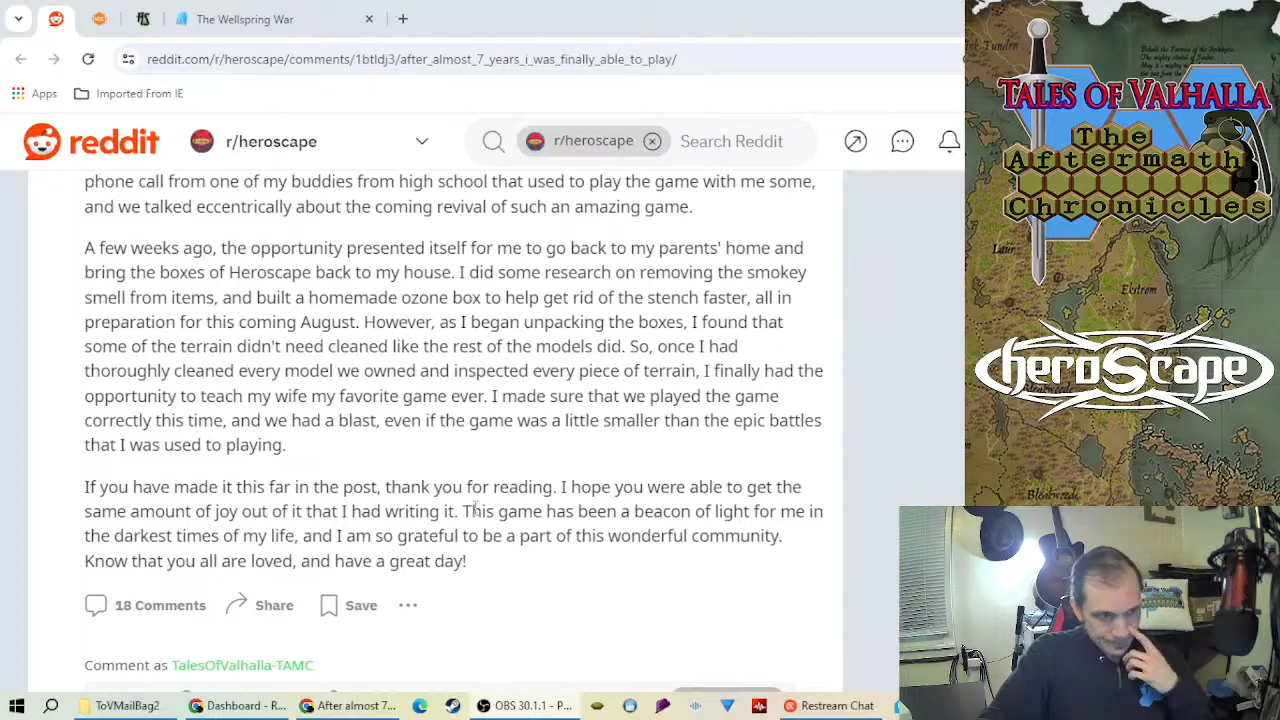 The Wellspring War
reddit.com/r/heroscape/comments/1btldj3/after_almost_7_years_i_was_finally_able_to_play/
Apps
Imported From IE
reddit
r/heroscape
r/heroscape
Search Reddit
phone call from one of my buddies from high school that used to play the game with me some,
and we talked eccentrically about the coming revival of such an amazing game.
A few weeks ago, the opportunity presented itself for me to go back to my parents' home and
bring the boxes of Heroscape back to my house. I did some research on removing the smokey
smell from items, and built a homemade ozone box to help get rid of the stench faster, all in
preparation for this coming August. However, as I began unpacking the boxes, I found that
some of the terrain didn't need cleaned like the rest of the models did. So, once I had
thoroughly cleaned every model we owned and inspected every piece of terrain, I finally had the
opportunity to teach my wife my favorite game ever. I made sure that we played the game
correctly this time, and we had a blast, even if the game was a little smaller than the epic battles
that I was used to playing.
If you have made it this far in the post, thank you for reading. I hope you were able to get the
same amount of joy out of it that I had writing it. This game has been a beacon of light for me in
the darkest times of my life, and I am so grateful to be a part of this wonderful community.
Know that you all are loved, and have a great day!
18 Comments
Share
Save
Comment as TalesOfValhalla-TAMC
ToVMailBag2
Dashboard - R...
After almost 7...
OBS 30.1.1 - P...
Restream Chat
TALES OF VALHALLA
The
Aftermath
Chronicles
Laur
Ekstrom
heroScape